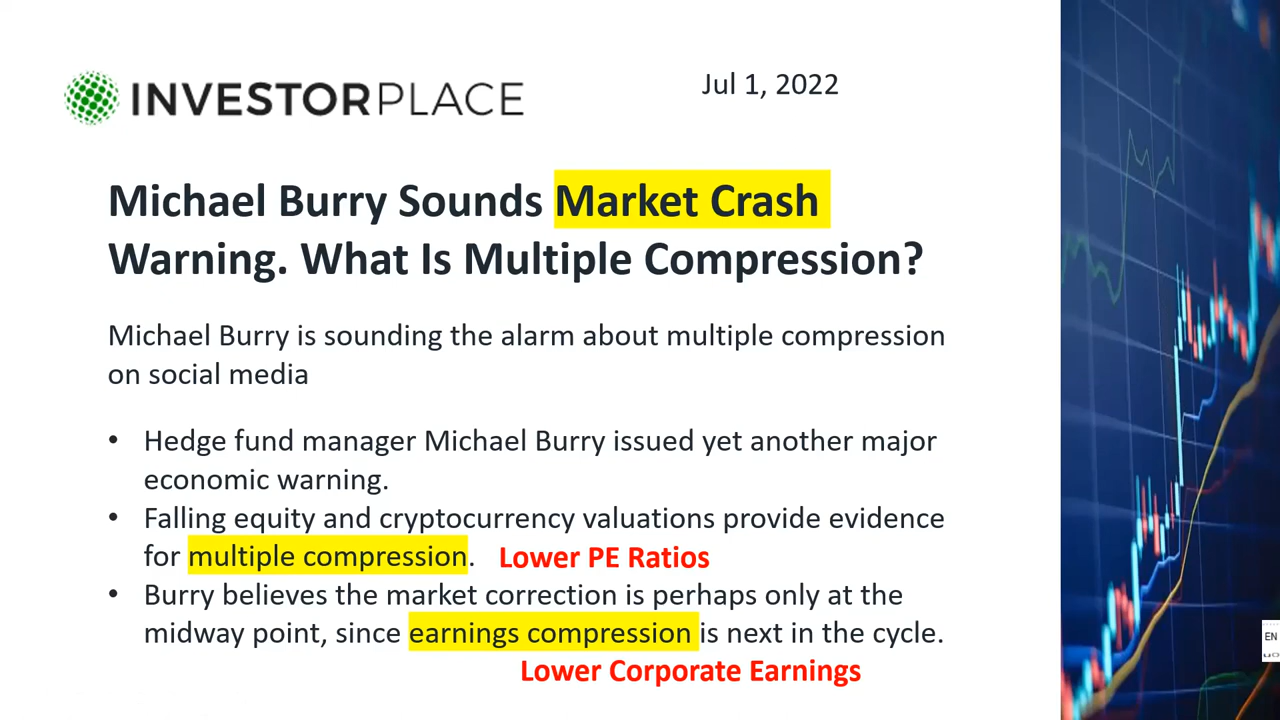 INVESTORPLACE
Jul 1, 2022
Michael Burry Sounds Market Crash
Warning. What Is Multiple Compression?
Michael Burry is sounding the alarm about multiple compression
on social media
• Hedge fund manager Michael Burry issued yet another major
economic warning.
• Falling equity and cryptocurrency valuations provide evidence
for multiple compression. Lower PE Ratios
• Burry believes the market correction is perhaps only at the
midway point, since earnings compression is next in the cycle.
Lower Corporate Earnings
EN